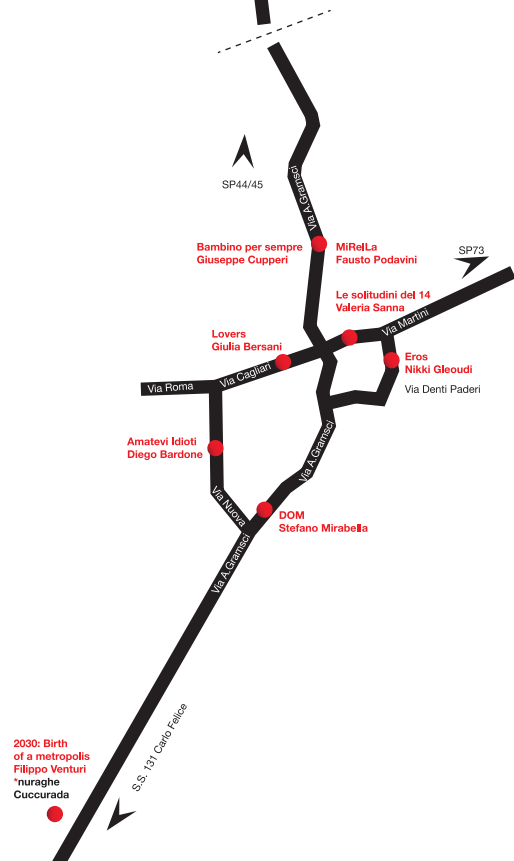 SP44/45
Via A.Gramsci
Bambino per sempre
Giuseppe Cupperi
MiRelLa
Fausto Podavini
SP73
Le solitudini del 14
Valeria Sanna
Via Martini
Lovers
Giulia Bersani
Eros
Nikki Gleoudi
Via Cagliari
Via Roma
Via Denti Paderi
Amatevi Idioti
Diego Bardone
Via A.Gramsci
Via Nuova
DOM
Stefano Mirabella
Via A.Gramsci
S.S. 131 Carlo Felice
2030: Birth
of a metropolis
Filippo Venturi
*nuraghe
Cuccurada